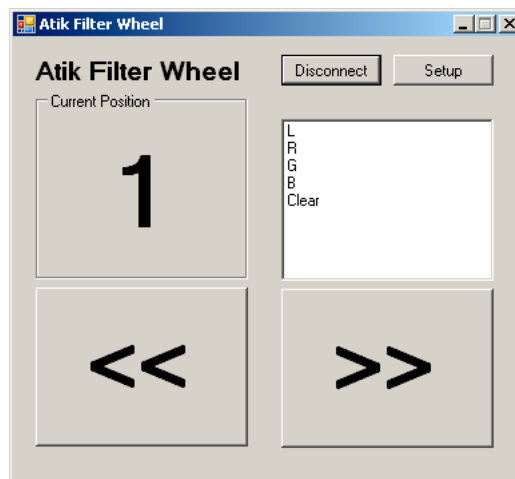 Atik Filter Wheel
Atik Filter Wheel
Disconnect
Setup
Current Position
1
L
R
G
B
Clear
<<
>>